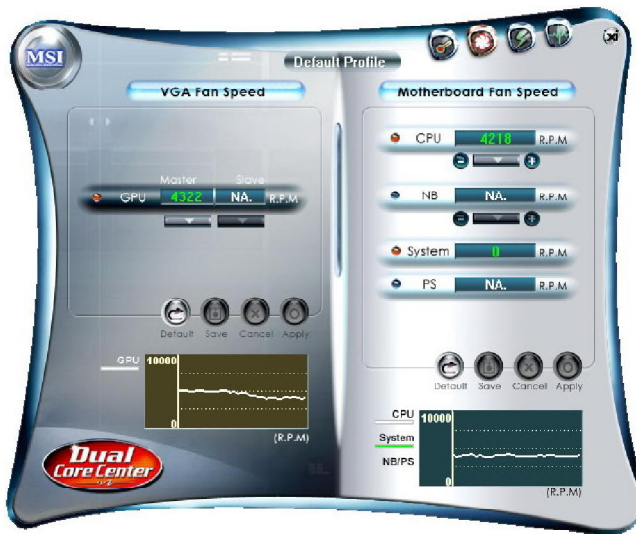 MSI
Default Profile
VGA Fan Speed
Master Slave
GPU 4322 NA. R.P.M
Default Save Cancel Apply
GPU 10000
0
(R.P.M)
Dual
Core Center
Motherboard Fan Speed
CPU 4218 R.P.M
NB NA. R.P.M
System 0 R.P.M
PS NA. R.P.M
Default Save Cancel Apply
CPU 10000
System
NB/PS
0
(R.P.M)